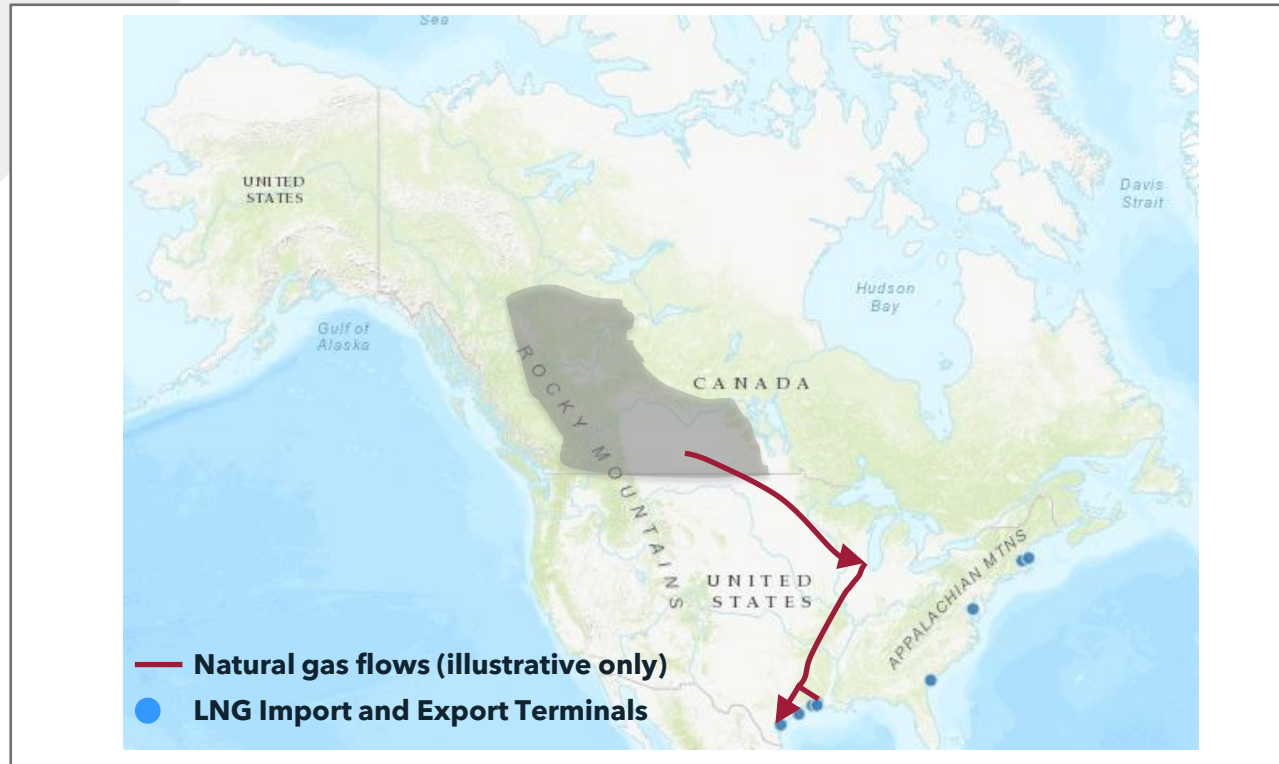 Sea
UNITED
STATES
Davis
Strait
Hudson
Bay
Gulf of
Alaska
ROCKY MOUNTAINS
CANADA
APPALACHIAN MTNS
UNITED
STATES
Natural gas flows (illustrative only)
LNG Import and Export Terminals